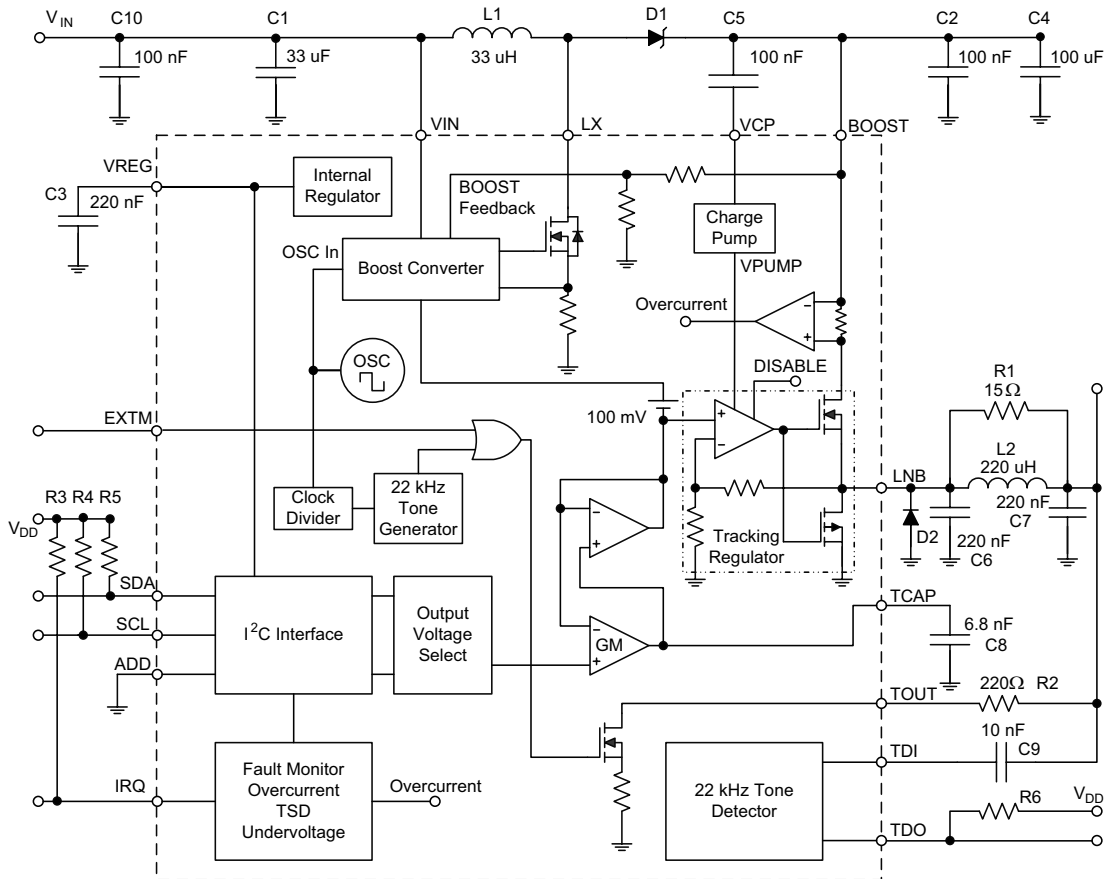 V_IN
C10
100 nF
C1
33 uF
L1
33 uH
D1
C5
100 nF
C2
100 nF
C4
100 uF
VIN
LX
VCP
BOOST
VREG
C3
220 nF
Internal
Regulator
BOOST
Feedback
Charge
Pump
VPUMP
OSC In
Boost Converter
Overcurrent
OSC
DISABLE
100 mV
R1
15Ω
EXTM
L2
220 uH
LNB
R3 R4 R5
V_DD
Clock
Divider
22 kHz
Tone
Generator
Tracking
Regulator
D2
220 nF
C6
220 nF
C7
SDA
SCL
ADD
I²C Interface
Output
Voltage
Select
GM
TCAP
6.8 nF
C8
TOUT
220Ω R2
10 nF
C9
TDI
IRQ
Fault Monitor
Overcurrent
TSD
Undervoltage
Overcurrent
22 kHz Tone
Detector
R6
V_DD
TDO
+
−